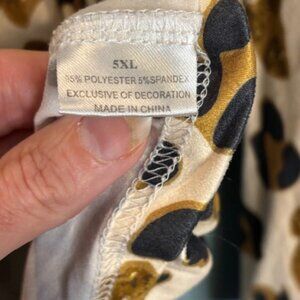 5XL
95% POLYESTER 5%SPANDEX
EXCLUSIVE OF DECORATION
MADE IN CHINA